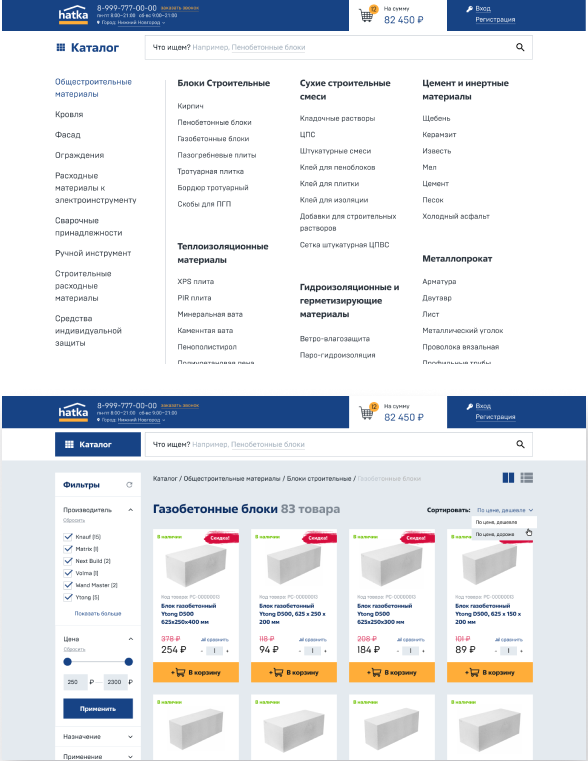 hatka
8-999-777-00-00 заказать звонок
пн-пт 8:00-21:00 сб-вс 9:00-21:00
Город: Нижний Новгород
12
На сумму
82 450 ₽
Вход
Регистрация
Каталог
Что ищем? Например, Пенобетонные блоки
Общестроительные
материалы
Кровля
Фасад
Ограждения
Расходные
материалы к
электроинструменту
Сварочные
принадлежности
Ручной инструмент
Строительные
расходные
материалы
Средства
индивидуальной
защиты
Блоки Строительные
Кирпич
Пенобетонные блоки
Газобетонные блоки
Пазогребневые плиты
Тротуарная плитка
Бордюр тротуарный
Скобы для ПГП
Теплоизоляционные
материалы
XPS плита
PIR плита
Минеральная вата
Каменнтая вата
Пенополистирол
Полиуретановая пена
Сухие строительные
смеси
Кладочные растворы
ЦПС
Штукатурные смеси
Клей для пеноблоков
Клей для плитки
Клей для изоляции
Добавки для строительных
растворов
Сетка штукатурная ЦПВС
Гидроизоляционные и
герметизирующие
материалы
Ветро-влагозащита
Паро-гидроизоляция
Цемент и инертные
материалы
Щебень
Керамзит
Известь
Мел
Цемент
Песок
Холодный асфальт
Металлопрокат
Арматура
Двутавр
Лист
Металлический уголок
Проволока вязальная
Профильные трубы
hatka
8-999-777-00-00 заказать звонок
пн-пт 8:00-21:00 сб-вс 9:00-21:00
Город: Нижний Новгород
12
На сумму
82 450 ₽
Вход
Регистрация
Каталог
Что ищем? Например, Пенобетонные блоки
Фильтры
Производитель
Сбросить
Knauf (15)
Matrix (1)
Next Build (2)
Volma (1)
Wand Master (2)
Ytong (5)
Показать больше
Цена
Сбросить
250 ₽ — 2300 ₽
Применить
Назначение
Применение
Каталог / Общестроительные материалы / Блоки строительные / Газобетонные блоки
Газобетонные блоки 83 товара
Сортировать: По цене, дешевле
По цене, дешевле
По цене, дороже
В наличии
Скидка!
Код товара: РС-00000013
Блок газобетонный
Ytong D500
625х250х400 мм
378 ₽
сравнить
254 ₽
- 1 +
+ В корзину
В наличии
Скидка!
Код товара: РС-00000013
Блок газобетонный
Ytong D500, 625 х 250 х
200 мм
118 ₽
сравнить
94 ₽
- 1 +
+ В корзину
В наличии
Скидка!
Код товара: РС-00000013
Блок газобетонный
Ytong D500
625х250х300 мм
208 ₽
сравнить
184 ₽
- 1 +
+ В корзину
В наличии
Код товара: РС-00000013
Блок газобетонный
Ytong D500, 625 х 150 х
200 мм
101 ₽
сравнить
89 ₽
- 1 +
+ В корзину
В наличии
В наличии
В наличии
В наличии